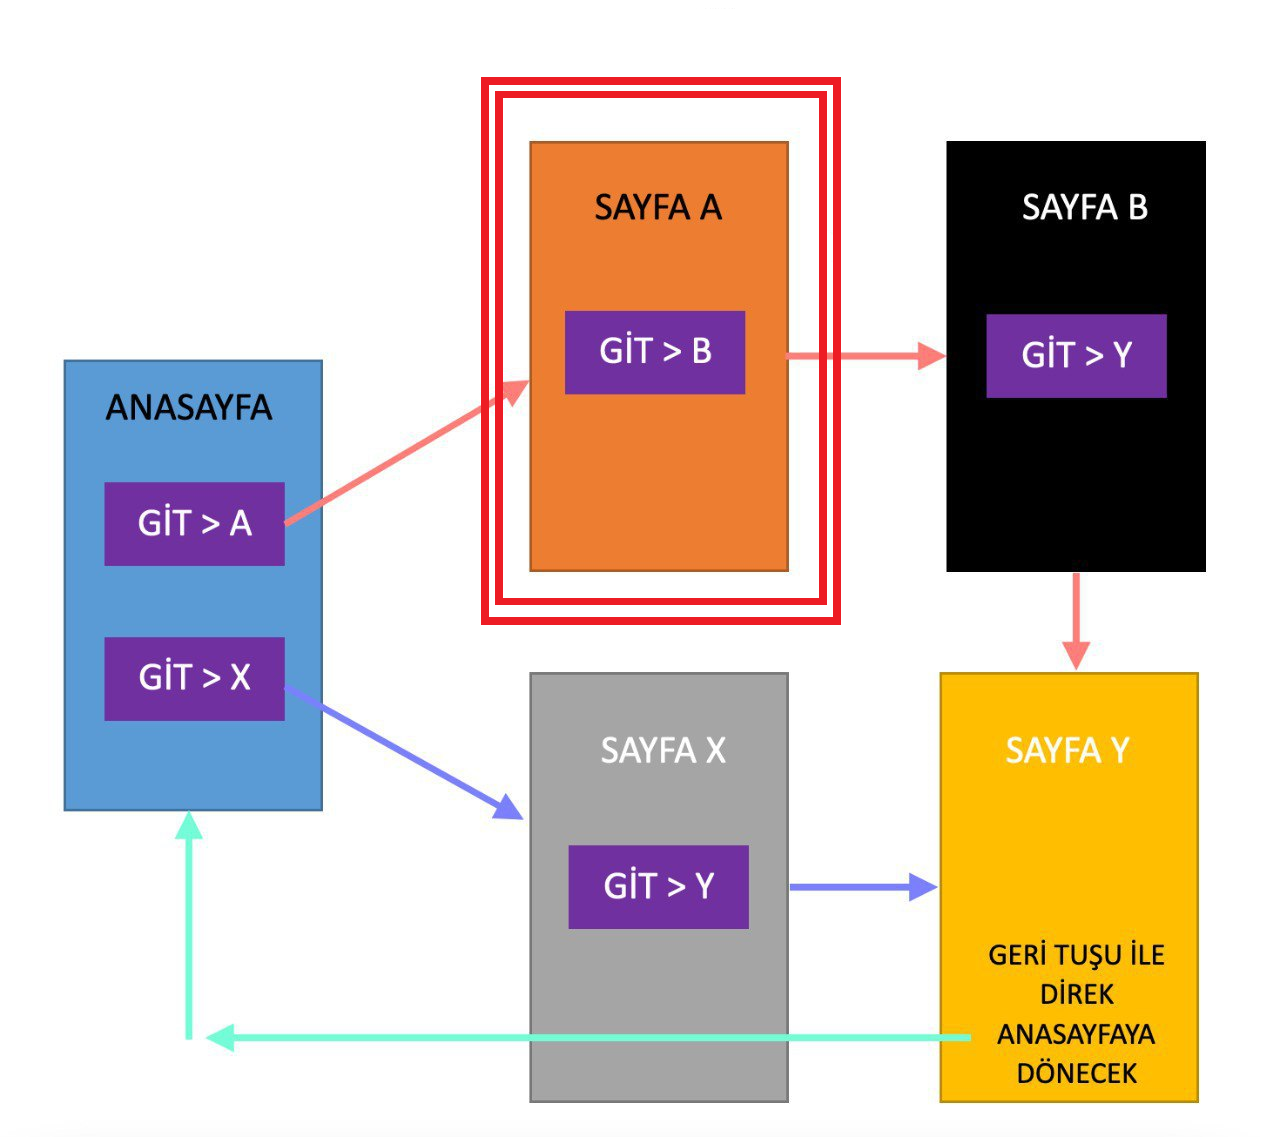 ANASAYFA
GİT > A
GİT > X
SAYFA A
GİT > B
SAYFA B
GİT > Y
SAYFA X
GİT > Y
SAYFA Y
GERİ TUŞU İLE
DİREK
ANASAYFAYA
DÖNECEK